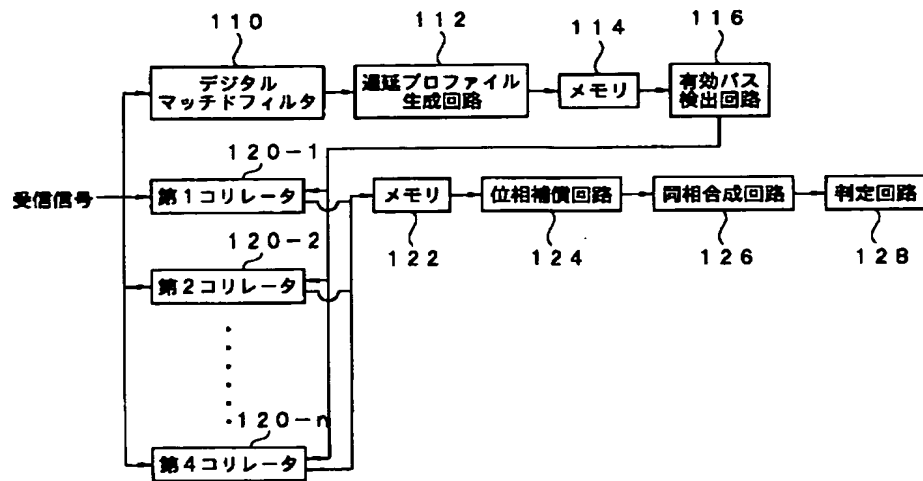 １１０
１１２
１１４
１１６
デジタル
マッチドフィルタ
遅延プロファイル
生成回路
メモリ
有効パス
検出回路
１２０－１
受信信号
第１コリレータ
メモリ
位相補償回路
同相合成回路
判定回路
１２０－２
１２２
１２４
１２６
１２８
第２コリレータ
１２０－ｎ
第４コリレータ